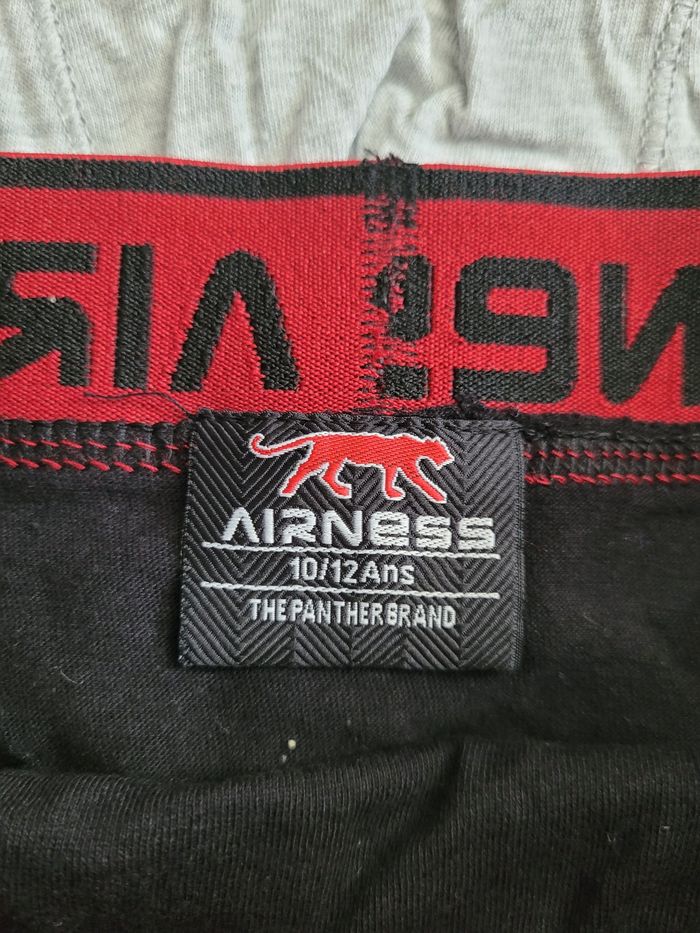 AIRNESS
10/12Ans
THE PANTHER BRAND